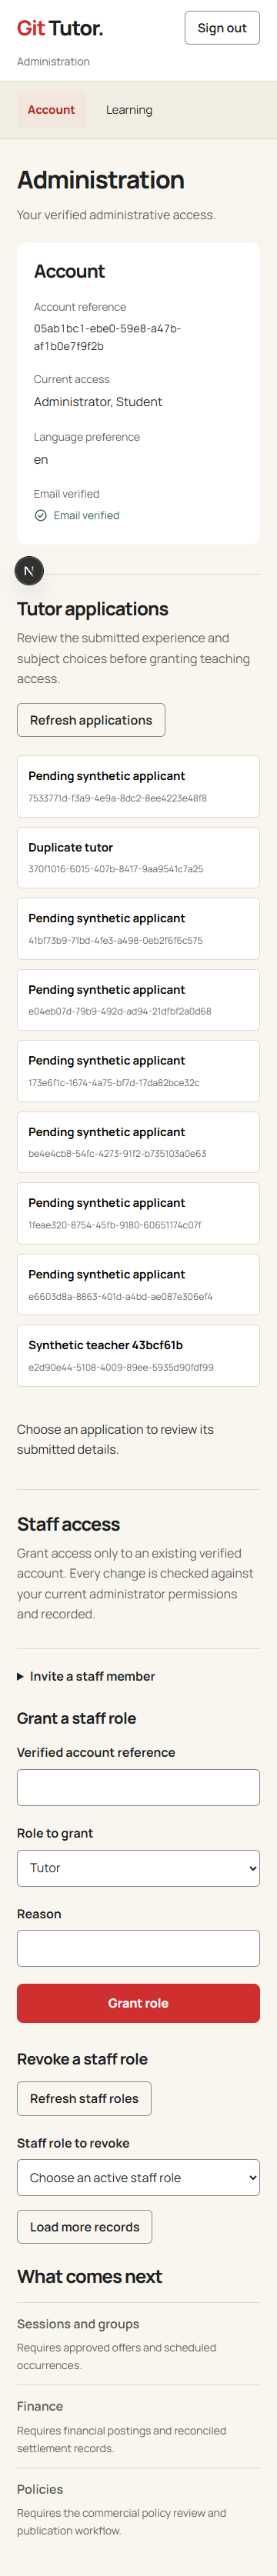 Git Tutor.
Sign out
Administration
Account
Learning
Administration
Your verified administrative access.
Account
Account reference
05ab1bc1-ebe0-59e8-a47b-
af1b0e7f9f2b
Current access
Administrator, Student
Language preference
en
Email verified
Email verified
N
Tutor applications
Review the submitted experience and
subject choices before granting teaching
access.
Refresh applications
Pending synthetic applicant
7533771d-f3a9-4e9a-8dc2-8ee4223e48f8
Duplicate tutor
370f1016-6015-407b-8417-9aa9541c7a25
Pending synthetic applicant
41bf73b9-71bd-4fe3-a498-0eb2f6f6c575
Pending synthetic applicant
e04eb07d-79b9-492d-ad94-21dfbf2a0d68
Pending synthetic applicant
173e6f1c-1674-4a75-bf7d-17da82bce32c
Pending synthetic applicant
be4e4cb8-54fc-4273-91f2-b735103a0e63
Pending synthetic applicant
1feae320-8754-45fb-9180-60651174c07f
Pending synthetic applicant
e6603d8a-8863-401d-a4bd-ae087e306ef4
Synthetic teacher 43bcf61b
e2d90e44-5108-4009-89ee-5935d90fdf99
Choose an application to review its
submitted details.
Staff access
Grant access only to an existing verified
account. Every change is checked against
your current administrator permissions
and recorded.
Invite a staff member
Grant a staff role
Verified account reference
Role to grant
Tutor
Reason
Grant role
Revoke a staff role
Refresh staff roles
Staff role to revoke
Choose an active staff role
Load more records
What comes next
Sessions and groups
Requires approved offers and scheduled
occurrences.
Finance
Requires financial postings and reconciled
settlement records.
Policies
Requires the commercial policy review and
publication workflow.